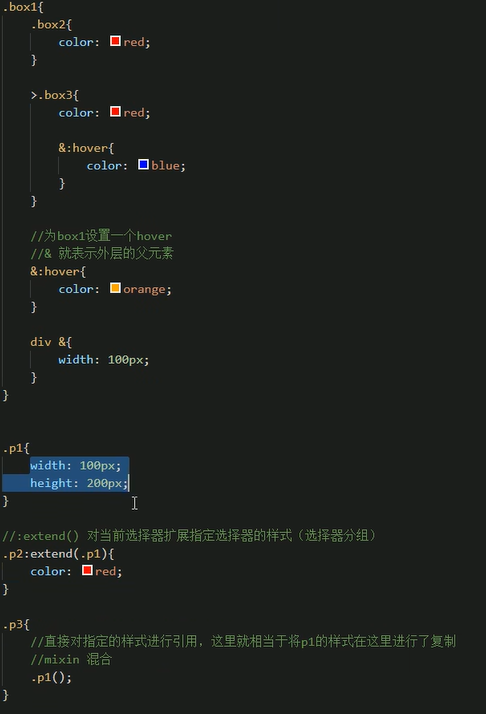 .box1{
.box2{
color: red;
}
>.box3{
color: red;
&:hover{
color: blue;
}
}
//为box1设置一个hover
//& 就表示外层的父元素
&:hover{
color: orange;
}
div &{
width: 100px;
}
}
.p1{
width: 100px;
height: 200px;
}
//:extend() 对当前选择器扩展指定选择器的样式（选择器分组）
.p2:extend(.p1){
color: red;
}
.p3{
//直接对指定的样式进行引用，这里就相当于将p1的样式在这里进行了复制
//mixin 混合
.p1();
}